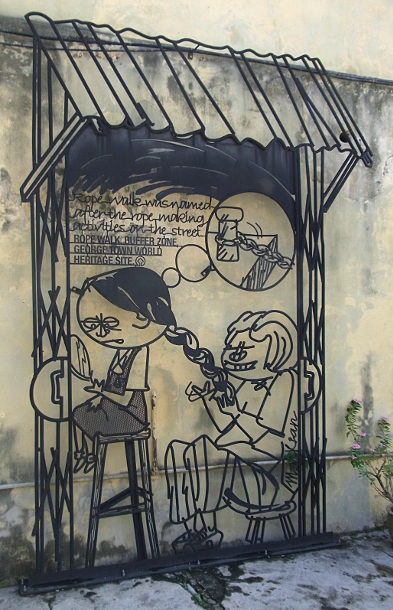 Rope Walk was named
after the rope making
activities on the street.
ROPE WALK, BUFFER ZONE,
GEORGE TOWN WORLD
HERITAGE SITE.